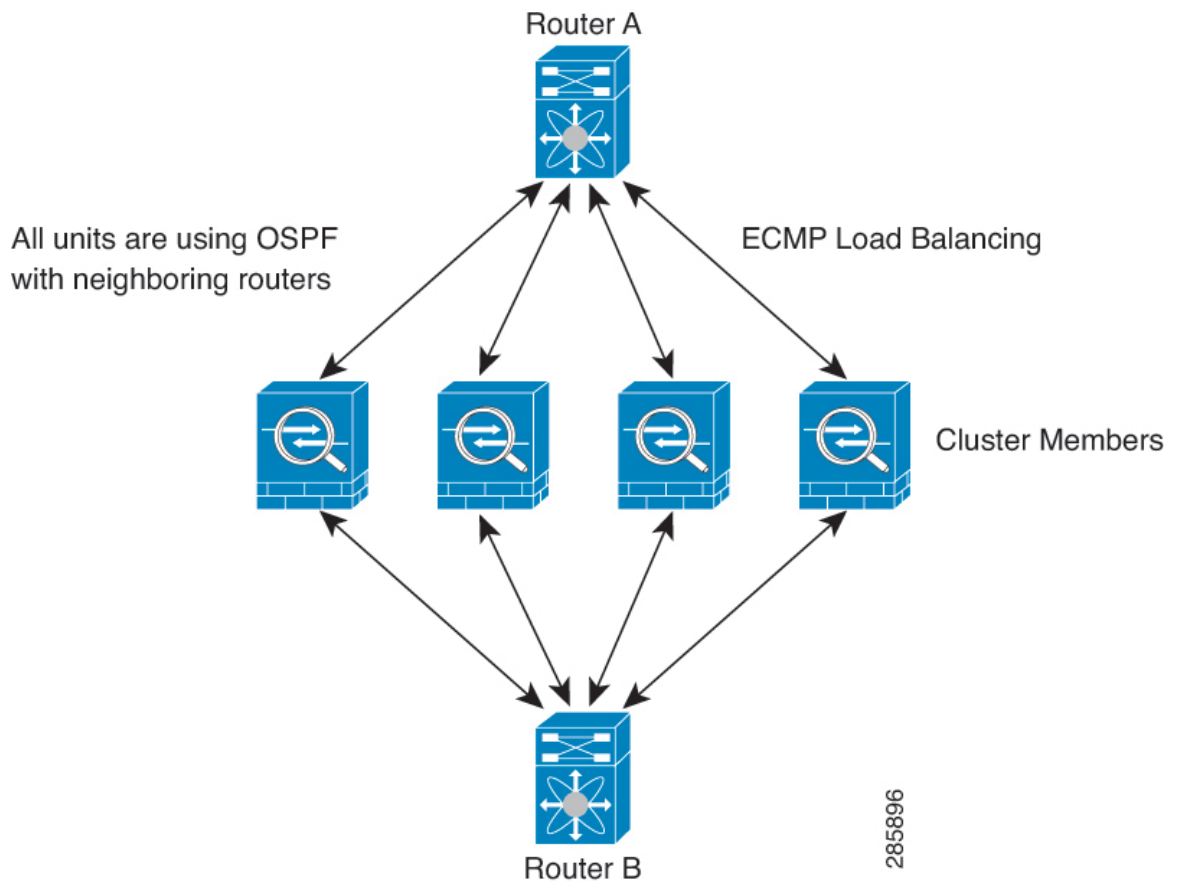 Router A
All units are using OSPF
with neighboring routers
ECMP Load Balancing
Cluster Members
Router B
285896